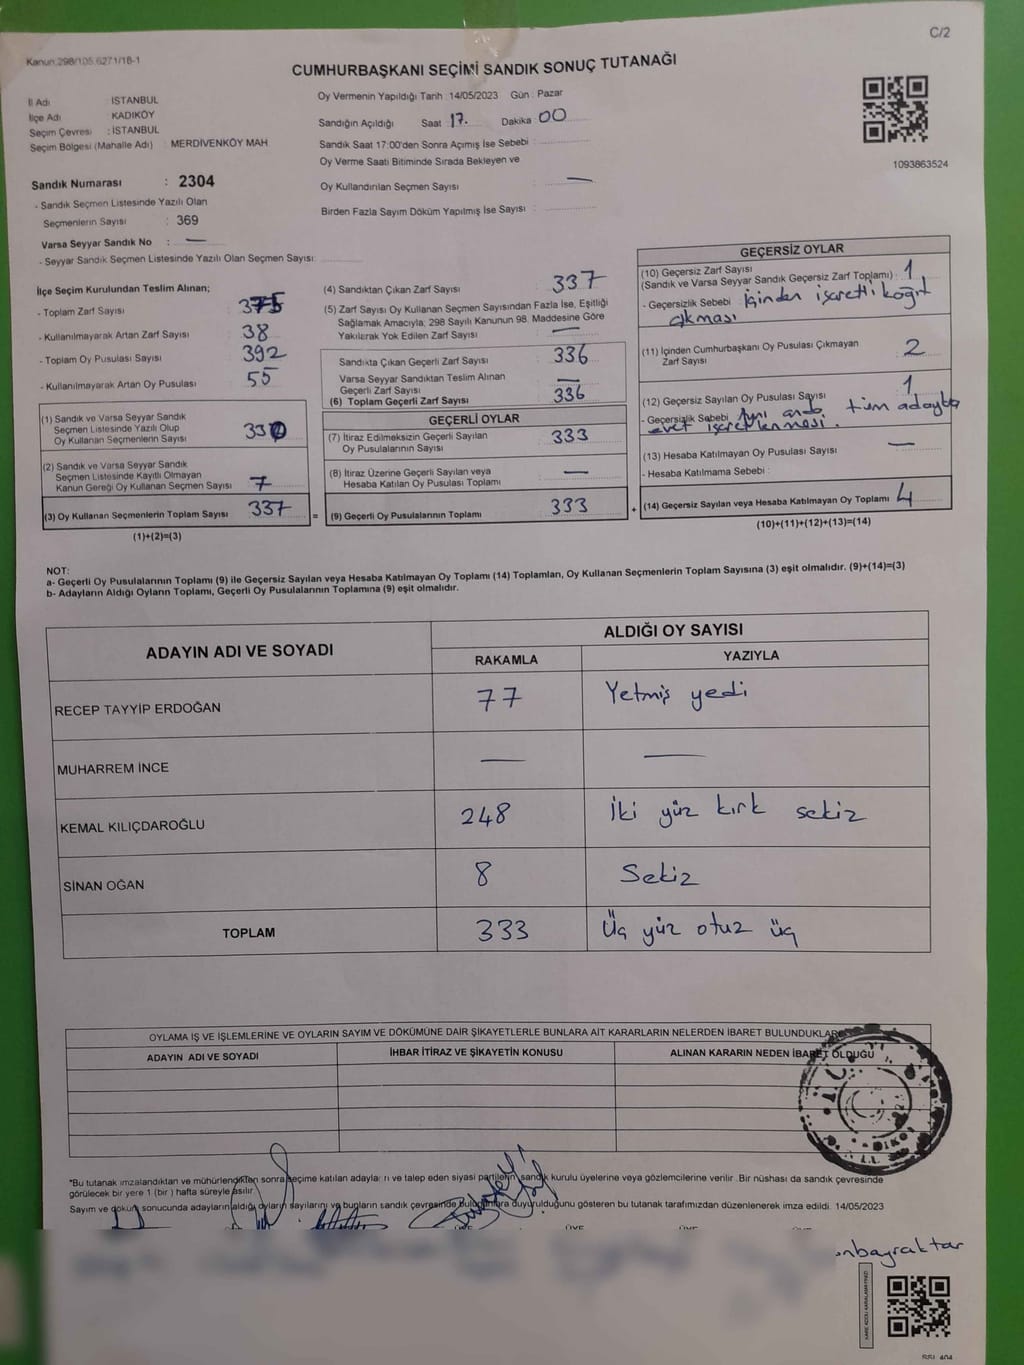 C/2
Kanun 298/105 6271/18-1
CUMHURBAŞKANI SEÇİMİ SANDIK SONUÇ TUTANAĞI
İl Adı : İSTANBUL
İlçe Adı : KADIKÖY
Seçim Çevresi : İSTANBUL
Seçim Bölgesi (Mahalle Adı) : MERDİVENKÖY MAH
Sandık Numarası : 2304
- Sandık Seçmen Listesinde Yazılı Olan
Seçmenlerin Sayısı : 369
Varsa Seyyar Sandık No : —
- Seyyar Sandık Seçmen Listesinde Yazılı Olan Seçmen Sayısı:
Oy Vermenin Yapıldığı Tarih : 14/05/2023 Gün : Pazar
Sandığın Açıldığı Saat 17. Dakika 00
Sandık Saat 17:00'den Sonra Açımış İse Sebebi :
Oy Verme Saati Bitiminde Sırada Bekleyen ve
Oy Kullandırılan Seçmen Sayısı : —
Birden Fazla Sayım Döküm Yapılmış İse Sayısı :
1093863524
İlçe Seçim Kurulundan Teslim Alınan;
- Toplam Zarf Sayısı : 375
- Kullanılmayarak Artan Zarf Sayısı : 38
- Toplam Oy Pusulası Sayısı : 392
- Kullanılmayarak Artan Oy Pusulası : 55
(1) Sandık ve Varsa Seyyar Sandık
Seçmen Listesinde Yazılı Olup
Oy Kullanan Seçmenlerin Sayısı 330
(2) Sandık ve Varsa Seyyar Sandık
Seçmen Listesinde Kayıtlı Olmayan
Kanun Gereği Oy Kullanan Seçmen Sayısı : 7
(3) Oy Kullanan Seçmenlerin Toplam Sayısı 337
(1)+(2)=(3)
(4) Sandıktan Çıkan Zarf Sayısı : 337
(5) Zarf Sayısı Oy Kullanan Seçmen Sayısından Fazla İse, Eşitliği
Sağlamak Amacıyla, 298 Sayılı Kanunun 98. Maddesine Göre
Yakılarak Yok Edilen Zarf Sayısı : —
Sandıkta Çıkan Geçerli Zarf Sayısı : 336
Varsa Seyyar Sandıktan Teslim Alınan
Geçerli Zarf Sayısı : —
(6) Toplam Geçerli Zarf Sayısı : 336
GEÇERLİ OYLAR
(7) İtiraz Edilmeksizin Geçerli Sayılan
Oy Pusulalarının Sayısı : 333
(8) İtiraz Üzerine Geçerli Sayılan veya
Hesaba Katılan Oy Pusulası Toplamı : —
= (9) Geçerli Oy Pusulalarının Toplamı : 333
GEÇERSİZ OYLAR
(10) Geçersiz Zarf Sayısı
(Sandık ve Varsa Seyyar Sandık Geçersiz Zarf Toplamı) : 1
- Geçersizlik Sebebi : İçinden işaretli koğıt
çıkması
(11) İçinden Cumhurbaşkanı Oy Pusulası Çıkmayan
Zarf Sayısı 2
(12) Geçersiz Sayılan Oy Pusulası Sayısı : 1
- Geçersizlik Sebebi : Aynı anda tüm adaylara
evet işaretlenmesi.
(13) Hesaba Katılmayan Oy Pusulası Sayısı : —
- Hesaba Katılmama Sebebi :
+ (14) Geçersiz Sayılan veya Hesaba Katılmayan Oy Toplamı : 4
(10)+(11)+(12)+(13)=(14)
NOT:
a- Geçerli Oy Pusulalarının Toplamı (9) ile Geçersiz Sayılan veya Hesaba Katılmayan Oy Toplamı (14) Toplamları, Oy Kullanan Seçmenlerin Toplam Sayısına (3) eşit olmalıdır. (9)+(14)=(3)
b- Adayların Aldığı Oyların Toplamı, Geçerli Oy Pusulalarının Toplamına (9) eşit olmalıdır.
ADAYIN ADI VE SOYADI
ALDIĞI OY SAYISI
RAKAMLA YAZIYLA
RECEP TAYYİP ERDOĞAN 77 Yetmiş yedi
MUHARREM İNCE — —
KEMAL KILIÇDAROĞLU 248 İki yüz kırk sekiz
SİNAN OĞAN 8 Sekiz
TOPLAM 333 Üç yüz otuz üç
OYLAMA İŞ VE İŞLEMLERİNE VE OYLARIN SAYIM VE DÖKÜMÜNE DAİR ŞİKAYETLERLE BUNLARA AİT KARARLARIN NELERDEN İBARET BULUNDUKLAR
ADAYIN ADI VE SOYADI İHBAR İTİRAZ VE ŞİKAYETİN KONUSU ALINAN KARARIN NEDEN İBARET OLDUĞU
T.C.
*Bu tutanak imzalandıktan ve mühürlendikten sonra seçime katılan adaylara ve talep eden siyasi partilerin sandık kurulu üyelerine veya gözlemcilerine verilir. Bir nüshası da sandık çevresinde
görülecek bir yere 1 (bir) hafta süreyle asılır.
Sayım ve döküm sonucunda adayların aldığı oyların sayılarını ve bunların sandık çevresinde bulunanlara duyurulduğunu gösteren bu tutanak tarafımızdan düzenlenerek imza edildi. 14/05/2023
ÜYE ÜYE
nbayraktar